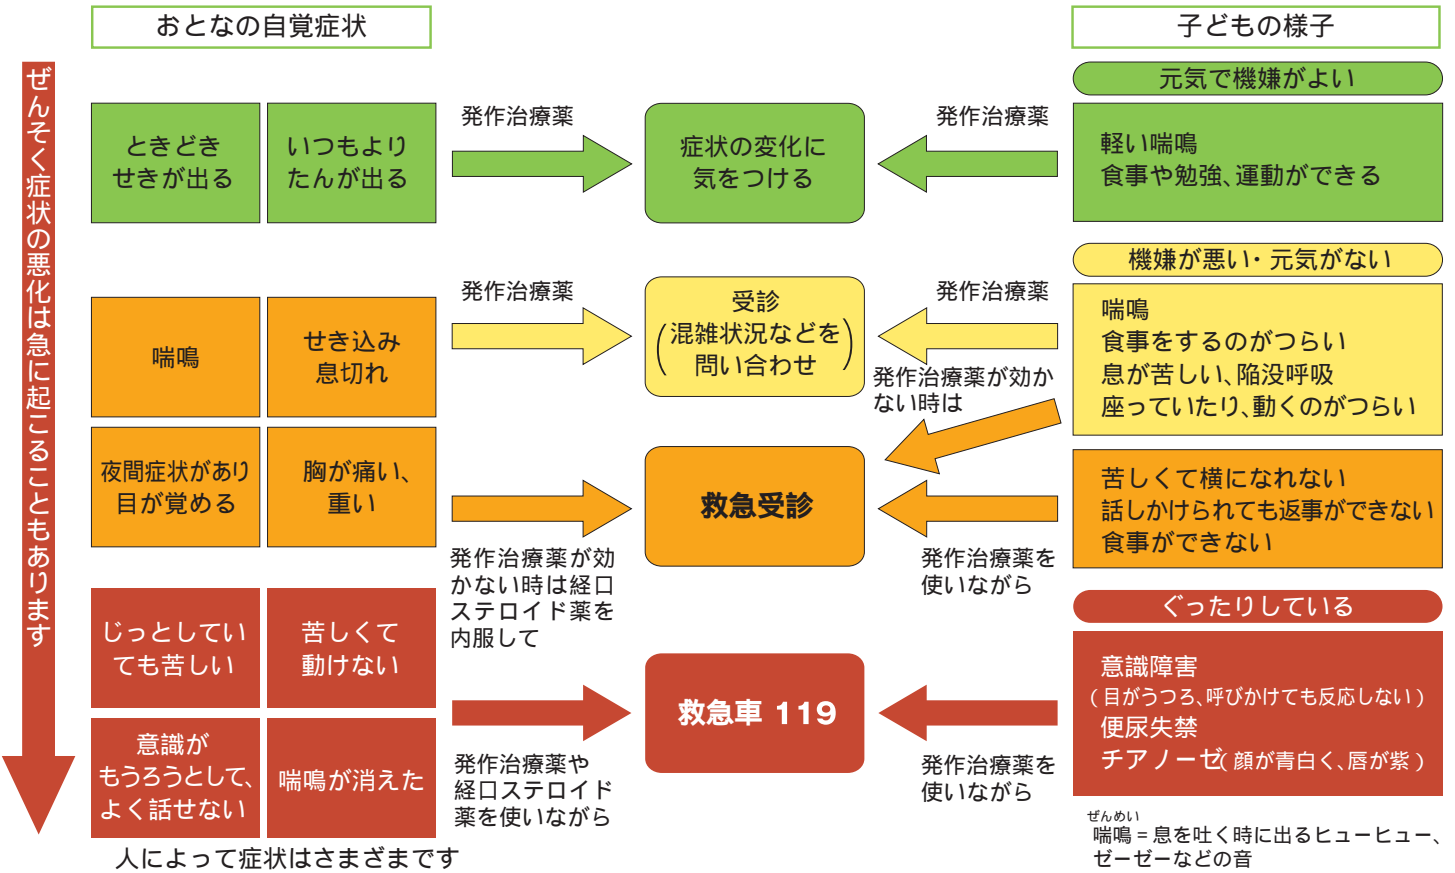 おとなの自覚症状
子どもの様子
ぜんそく症状の悪化は急に起こることもあります
元気で機嫌がよい
ときどき
せきが出る
いつもより
たんが出る
発作治療薬
症状の変化に
気をつける
発作治療薬
軽い喘鳴
食事や勉強、運動ができる
機嫌が悪い・元気がない
喘鳴
せき込み
息切れ
発作治療薬
受診
(混雑状況などを
問い合わせ)
発作治療薬
喘鳴
食事をするのがつらい
息が苦しい、陥没呼吸
座っていたり、動くのがつらい
発作治療薬が効か
ない時は
夜間症状があり
目が覚める
胸が痛い、
重い
発作治療薬が効
かない時は経口
ステロイド薬を
内服して
救急受診
発作治療薬を
使いながら
苦しくて横になれない
話しかけられても返事ができない
食事ができない
じっとしてい
ても苦しい
苦しくて
動けない
意識が
もうろうとして、
よく話せない
喘鳴が消えた
発作治療薬や
経口ステロイド
薬を使いながら
救急車 119
発作治療薬を
使いながら
ぐったりしている
意識障害
(目がうつろ、呼びかけても反応しない)
便尿失禁
チアノーゼ(顔が青白く、唇が紫)
人によって症状はさまざまです
ぜんめい
喘鳴=息を吐く時に出るヒューヒュー、
ゼーゼーなどの音